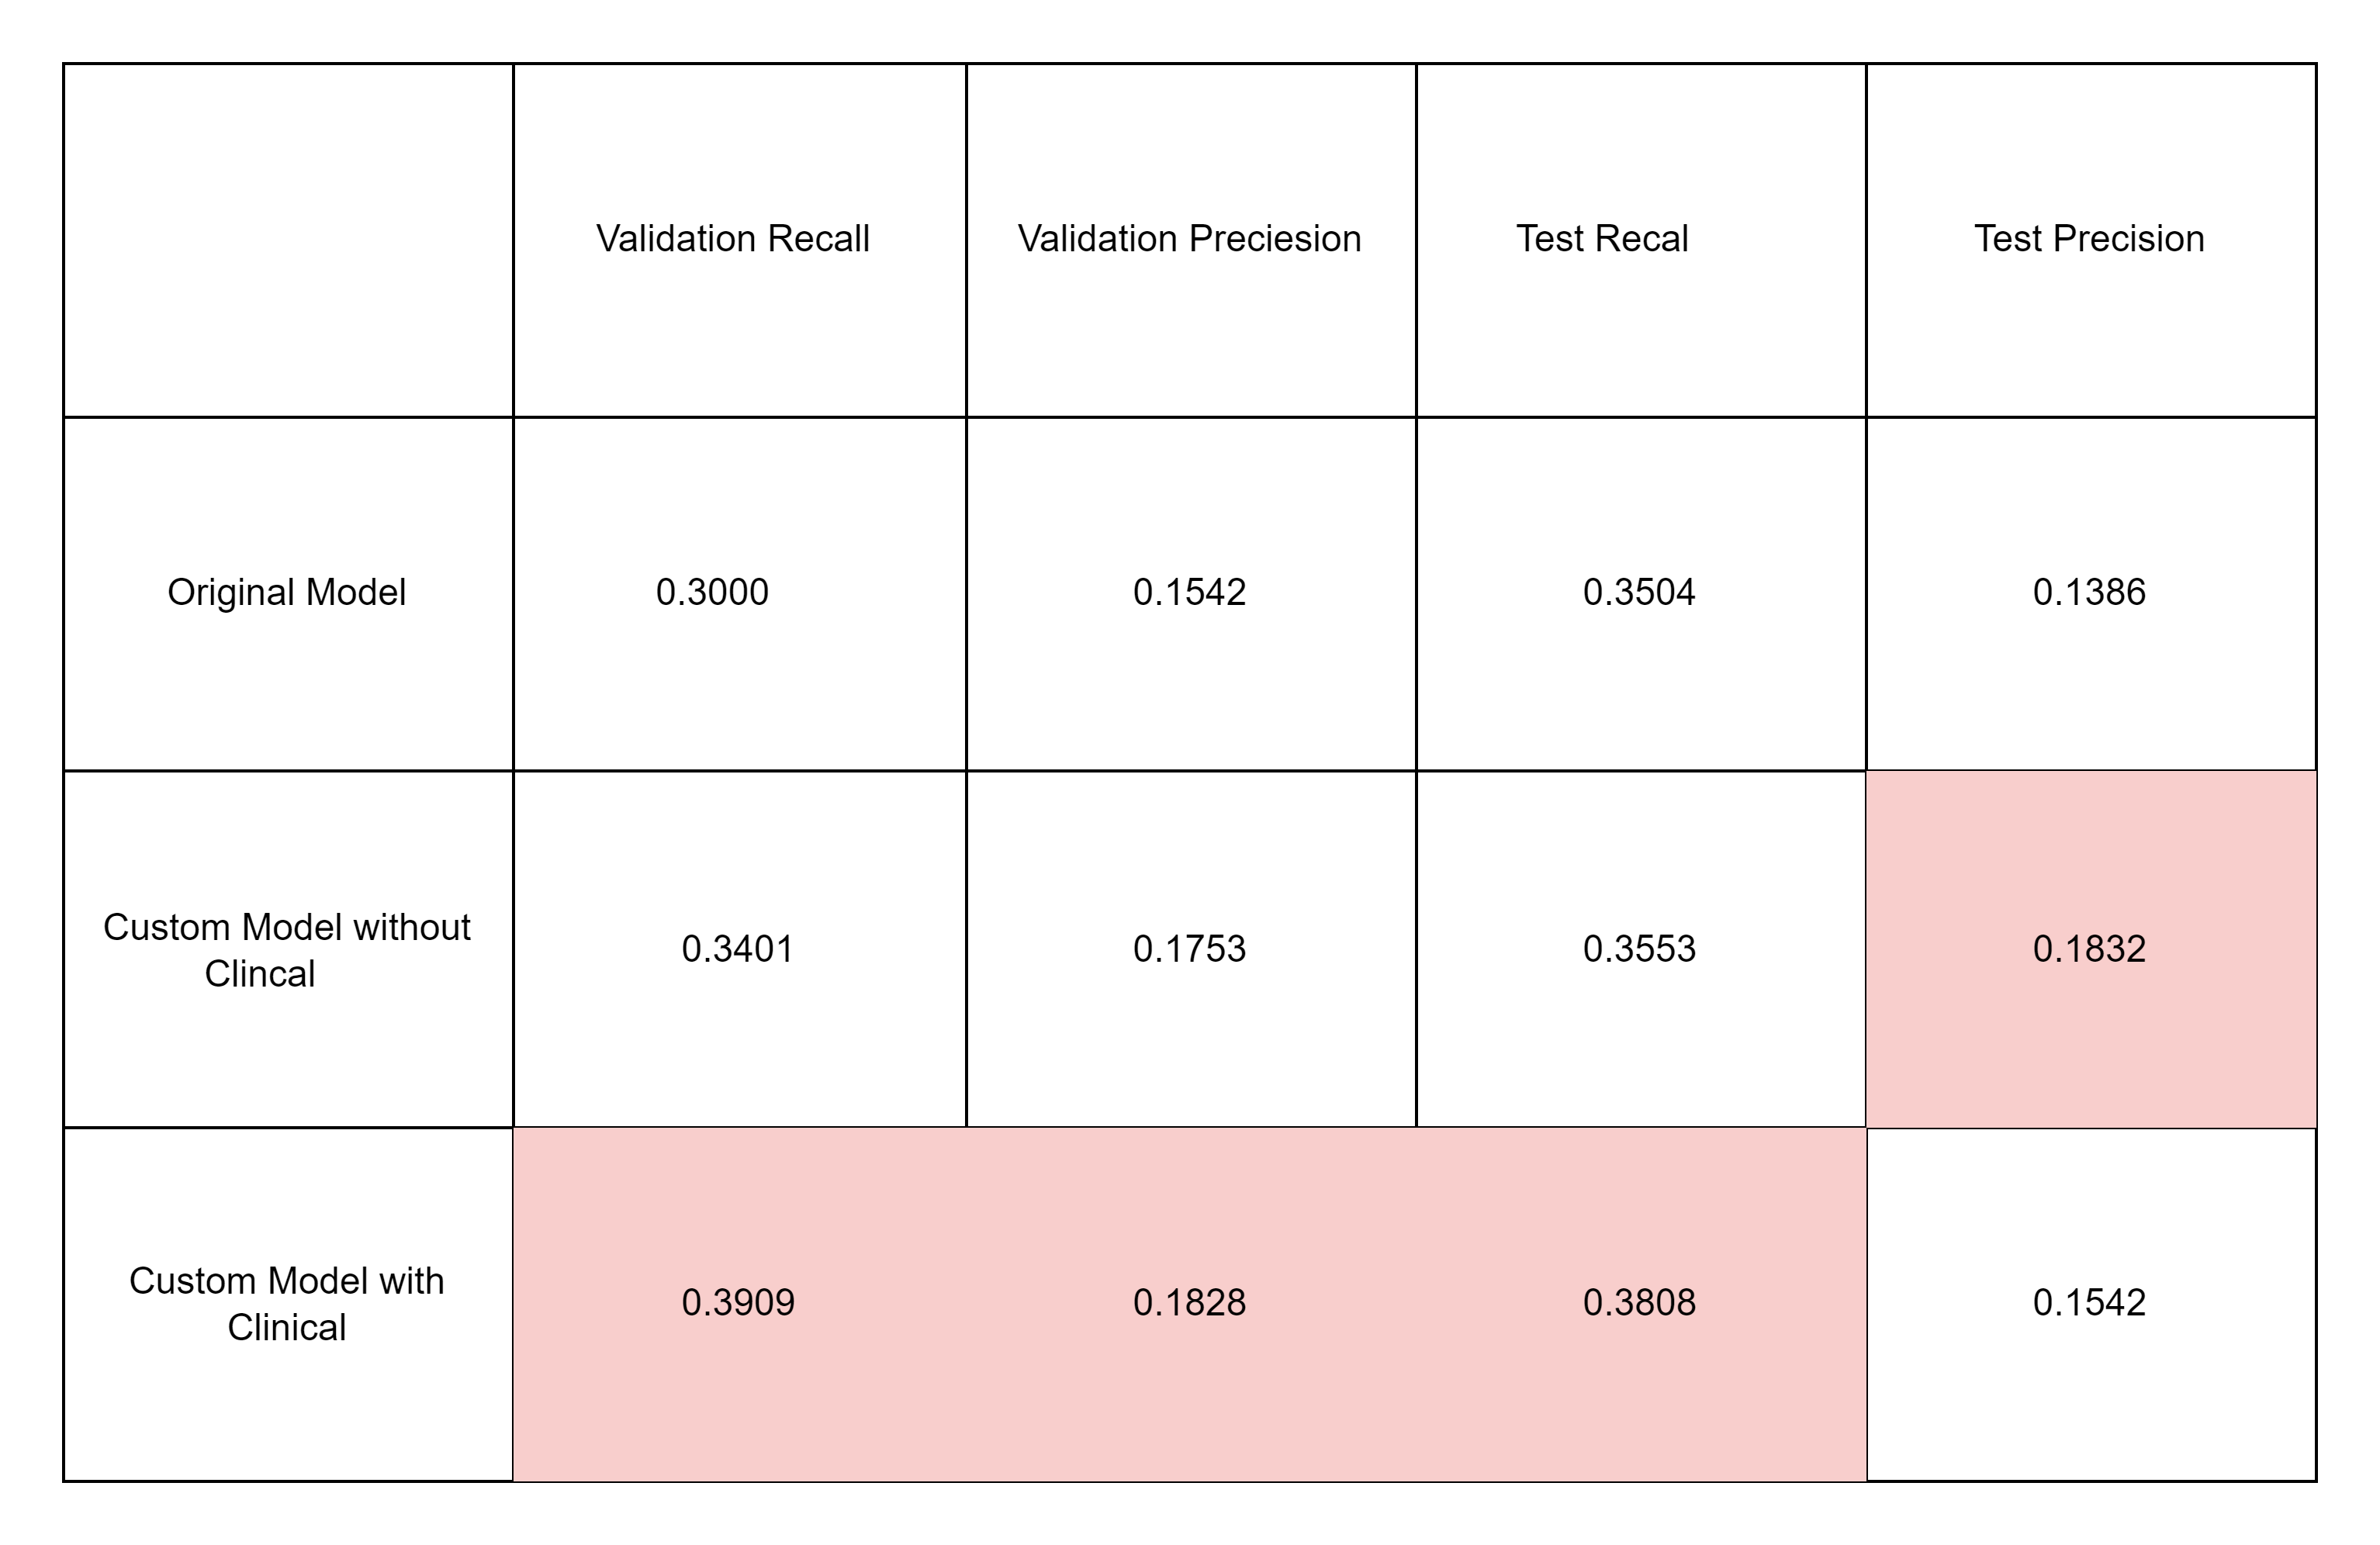 Validation Recall
Validation Preciesion
Test Recal
Test Precision
Original Model
0.3000
0.1542
0.3504
0.1386
Custom Model without
Clincal
0.3401
0.1753
0.3553
0.1832
Custom Model with
Clinical
0.3909
0.1828
0.3808
0.1542